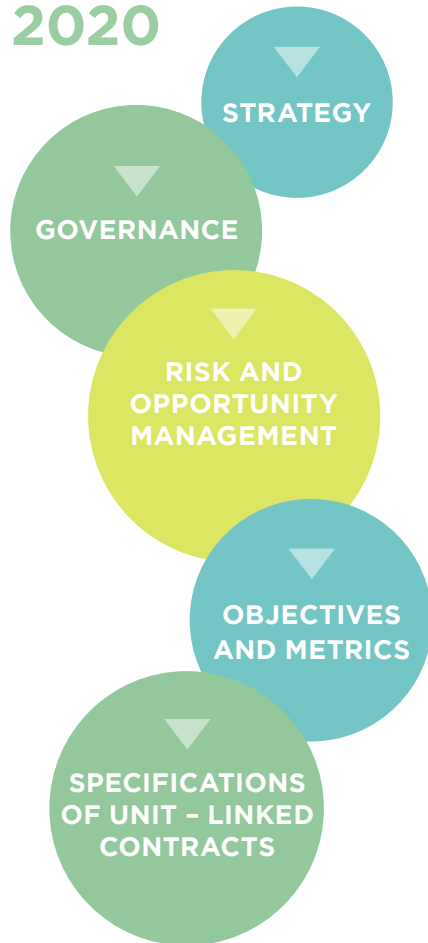 2020
STRATEGY
GOVERNANCE
RISK AND
OPPORTUNITY
MANAGEMENT
OBJECTIVES
AND METRICS
SPECIFICATIONS
OF UNIT – LINKED
CONTRACTS